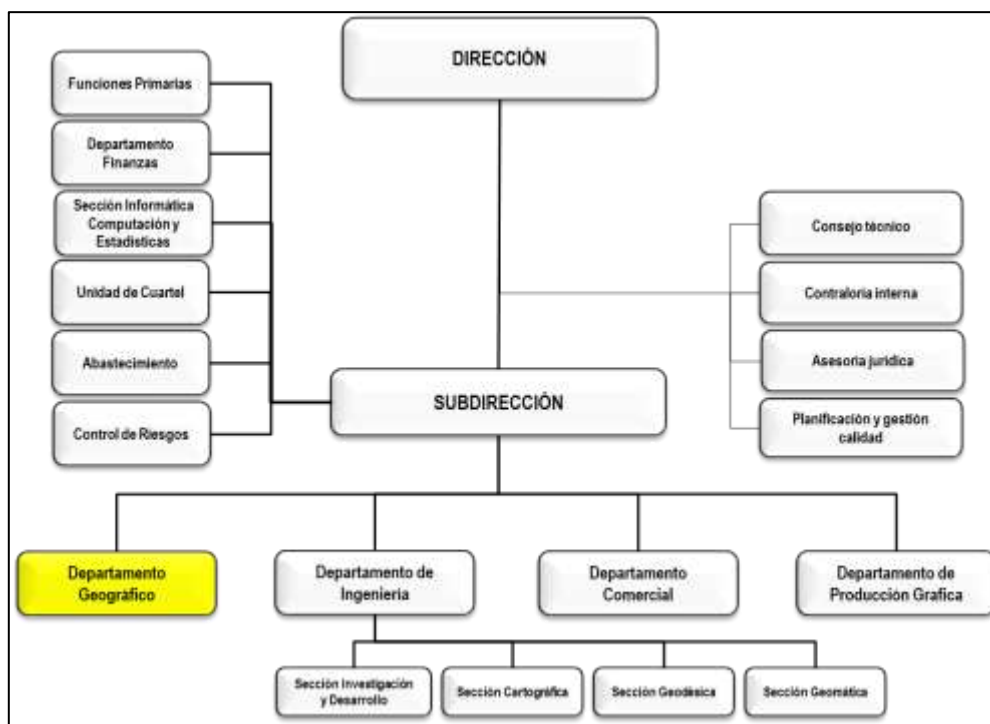 DIRECCIÓN
Funciones Primarias
Departamento
Finanzas
Sección Informática
Computación y
Estadísticas
Unidad de Cuartel
Abastecimiento
Control de Riesgos
Consejo técnico
Contraloría interna
Asesoría jurídica
Planificación y gestión
calidad
SUBDIRECCIÓN
Departamento
Geográfico
Departamento de
Ingeniería
Departamento
Comercial
Departamento de
Producción Grafica
Sección Investigación
y Desarrollo
Sección Cartográfica
Sección Geodésica
Sección Geomática